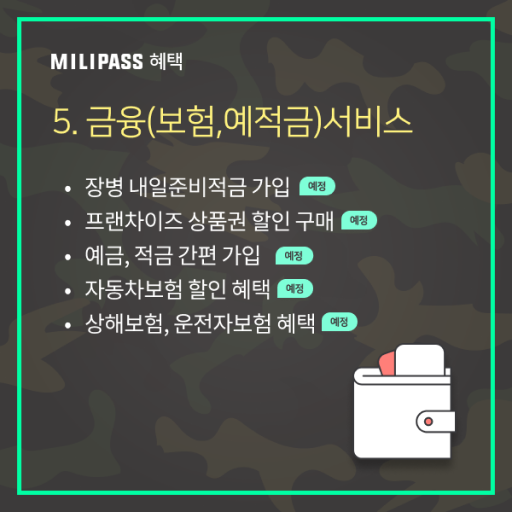 MILIPASS 혜택
5. 금융(보험,예적금)서비스
• 장병 내일준비적금 가입 예정
• 프랜차이즈 상품권 할인 구매 예정
• 예금, 적금 간편 가입 예정
• 자동차보험 할인 혜택 예정
• 상해보험, 운전자보험 혜택 예정